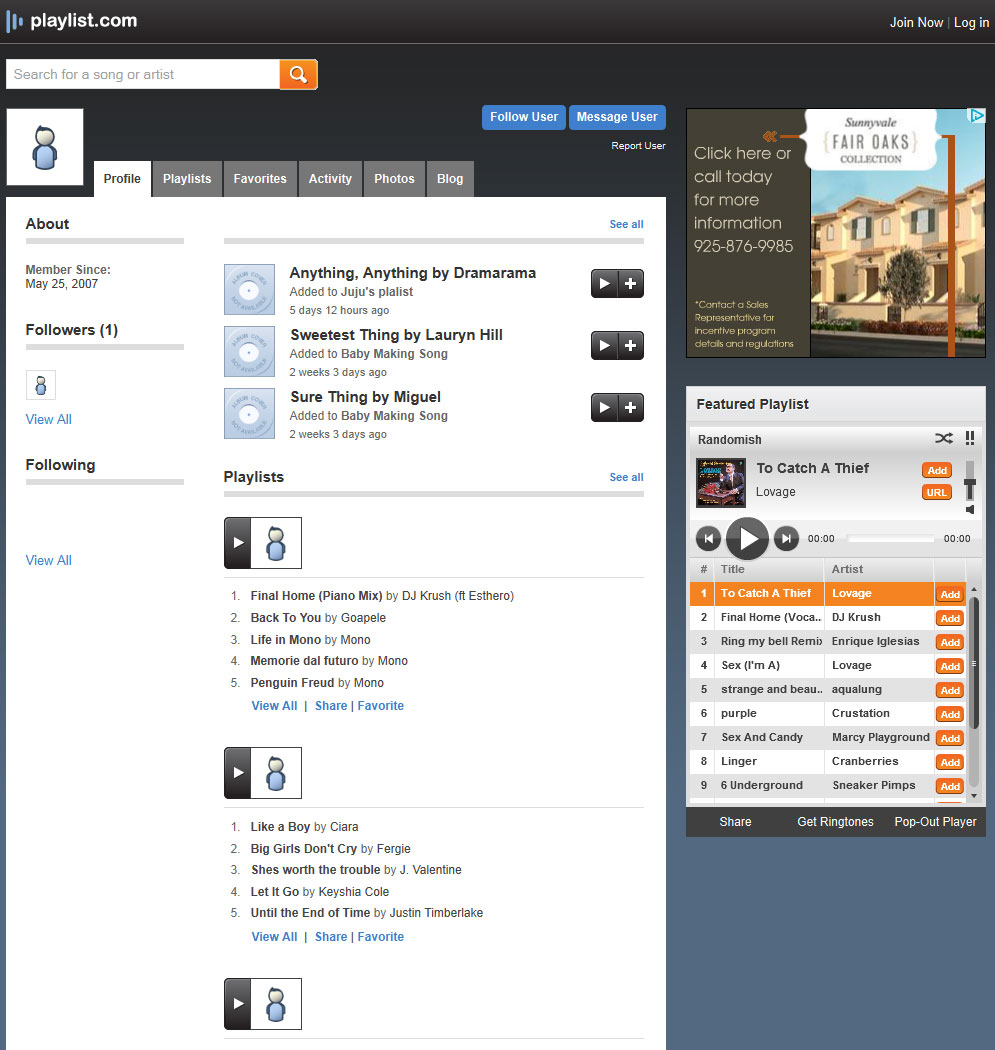 playlist.com
Join Now | Log in
Search for a song or artist
Follow User
Message User
Report User
Profile
Playlists
Favorites
Activity
Photos
Blog
About
Member Since:
May 25, 2007
Followers (1)
View All
Following
View All
See all
Anything, Anything by Dramarama
Added to Juju's plalist
5 days 12 hours ago
Sweetest Thing by Lauryn Hill
Added to Baby Making Song
2 weeks 3 days ago
Sure Thing by Miguel
Added to Baby Making Song
2 weeks 3 days ago
ALBUM COVER
NOT AVAILABLE
ALBUM COVER
NOT AVAILABLE
ALBUM COVER
NOT AVAILABLE
Playlists
See all
1. Final Home (Piano Mix) by DJ Krush (ft Esthero)
2. Back To You by Goapele
3. Life in Mono by Mono
4. Memorie dal futuro by Mono
5. Penguin Freud by Mono
View All | Share | Favorite
1. Like a Boy by Ciara
2. Big Girls Don't Cry by Fergie
3. Shes worth the trouble by J. Valentine
4. Let It Go by Keyshia Cole
5. Until the End of Time by Justin Timberlake
View All | Share | Favorite
Sunnyvale
{FAIR OAKS}
COLLECTION
Click here or
call today
for more
information
925-876-9985
*Contact a Sales
Representative for
incentive program
details and regulations
Featured Playlist
Randomish
To Catch A Thief
Lovage
Add
URL
00:00
00:00
# Title Artist
1 To Catch A Thief Lovage Add
2 Final Home (Voca.. DJ Krush Add
3 Ring my bell Remix Enrique Iglesias Add
4 Sex (I'm A) Lovage Add
5 strange and beau.. aqualung Add
6 purple Crustation Add
7 Sex And Candy Marcy Playground Add
8 Linger Cranberries Add
9 6 Underground Sneaker Pimps Add
Share
Get Ringtones
Pop-Out Player